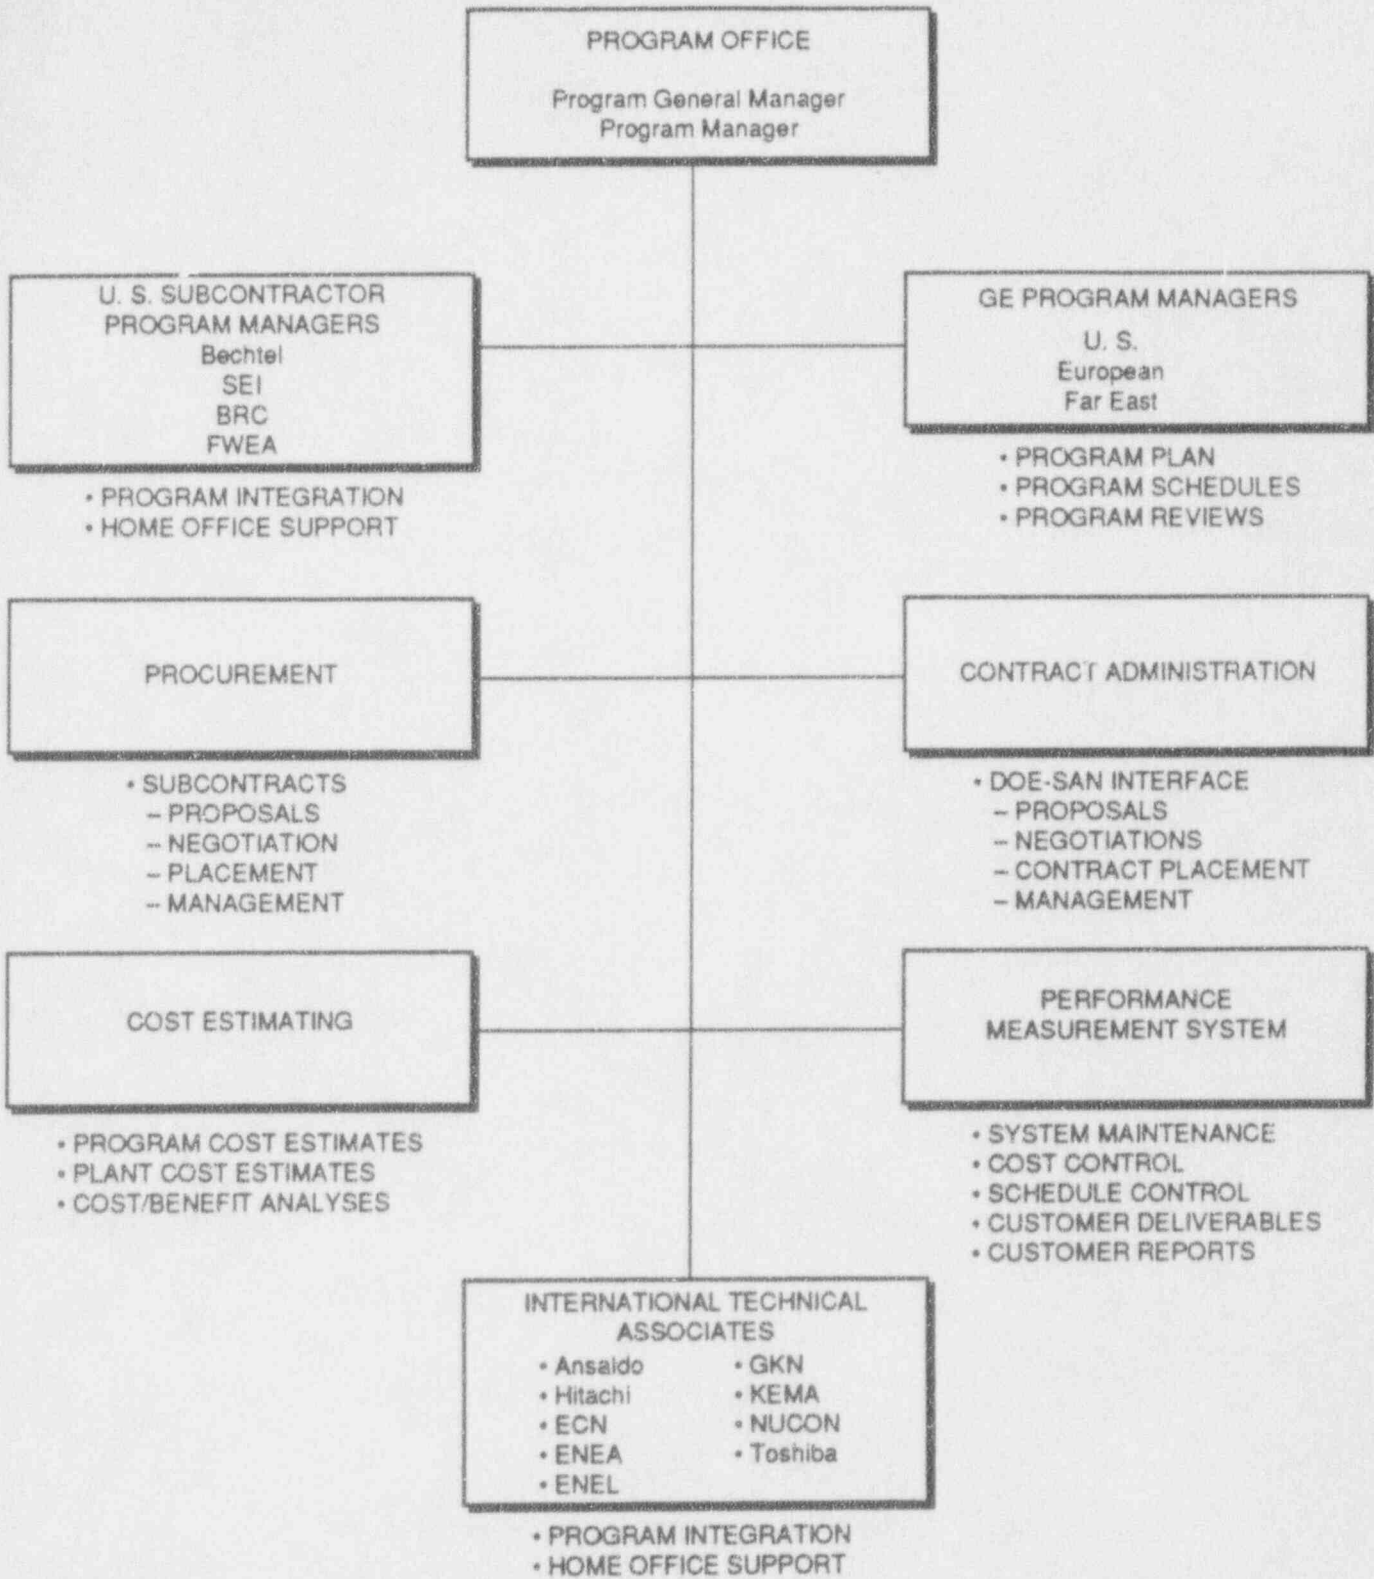 PROGRAM OFFICE
Program General Manager
Program Manager
U. S. SUBCONTRACTOR
PROGRAM MANAGERS
Bechtel
SEI
BRC
FWEA
• PROGRAM INTEGRATION
• HOME OFFICE SUPPORT
GE PROGRAM MANAGERS
U. S.
European
Far East
• PROGRAM PLAN
• PROGRAM SCHEDULES
• PROGRAM REVIEWS
PROCUREMENT
• SUBCONTRACTS
– PROPOSALS
– NEGOTIATION
– PLACEMENT
– MANAGEMENT
CONTRACT ADMINISTRATION
• DOE-SAN INTERFACE
– PROPOSALS
– NEGOTIATIONS
– CONTRACT PLACEMENT
– MANAGEMENT
COST ESTIMATING
• PROGRAM COST ESTIMATES
• PLANT COST ESTIMATES
• COST/BENEFIT ANALYSES
PERFORMANCE
MEASUREMENT SYSTEM
• SYSTEM MAINTENANCE
• COST CONTROL
• SCHEDULE CONTROL
• CUSTOMER DELIVERABLES
• CUSTOMER REPORTS
INTERNATIONAL TECHNICAL
ASSOCIATES
• Ansaldo
• Hitachi
• ECN
• ENEA
• ENEL
• GKN
• KEMA
• NUCON
• Toshiba
• PROGRAM INTEGRATION
• HOME OFFICE SUPPORT